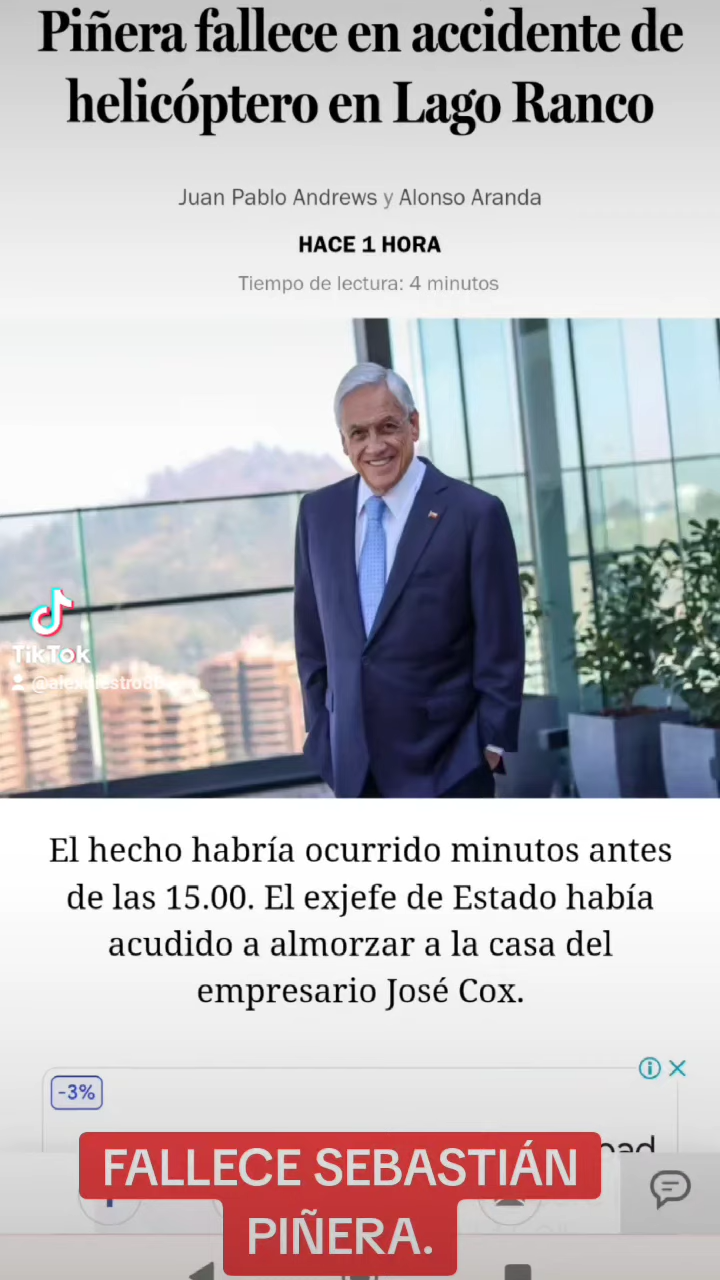 Piñera fallece en accidente de
helicóptero en Lago Ranco
Juan Pablo Andrews y Alonso Aranda
HACE 1 HORA
Tiempo de lectura: 4 minutos
TikTok
El hecho habría ocurrido minutos antes
de las 15.00. El exjefe de Estado había
acudido a almorzar a la casa del
empresario José Cox.
-3%
FALLECE SEBASTIÁN
PIÑERA.